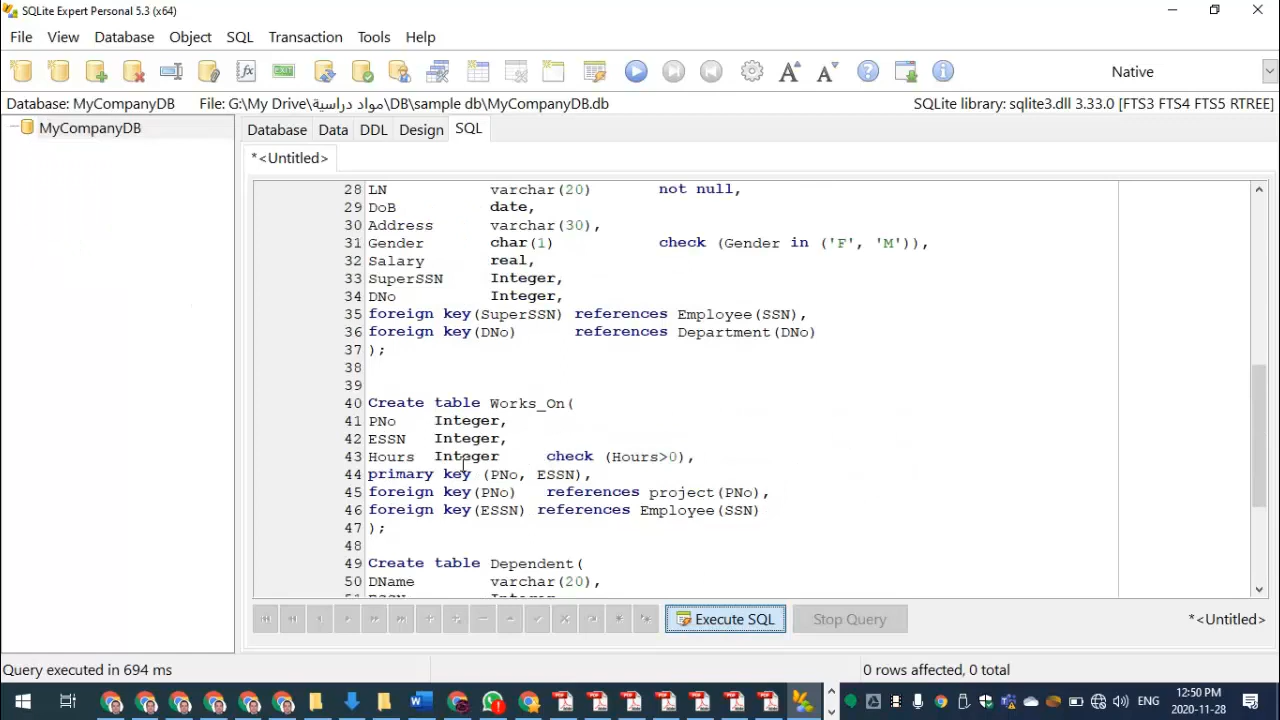 SQLite Expert Personal 5.3 (x64)
File View Database Object SQL Transaction Tools Help
Native
Database: MyCompanyDB File: G:\My Drive\مواد دراسية\DB\sample db\MyCompanyDB.db SQLite library: sqlite3.dll 3.33.0 [FTS3 FTS4 FTS5 RTREE]
MyCompanyDB
Database Data DDL Design SQL
*<Untitled>
28 LN varchar(20) not null,
29 DoB date,
30 Address varchar(30),
31 Gender char(1) check (Gender in ('F', 'M')),
32 Salary real,
33 SuperSSN Integer,
34 DNo Integer,
35 foreign key(SuperSSN) references Employee(SSN),
36 foreign key(DNo) references Department(DNo)
37 );
38
39
40 Create table Works_On(
41 PNo Integer,
42 ESSN Integer,
43 Hours Integer check (Hours>0),
44 primary key (PNo, ESSN),
45 foreign key(PNo) references project(PNo),
46 foreign key(ESSN) references Employee(SSN)
47 );
48
49 Create table Dependent(
50 DName varchar(20),
Execute SQL Stop Query *<Untitled>
Query executed in 694 ms 0 rows affected, 0 total
ENG
12:50 PM
2020-11-28